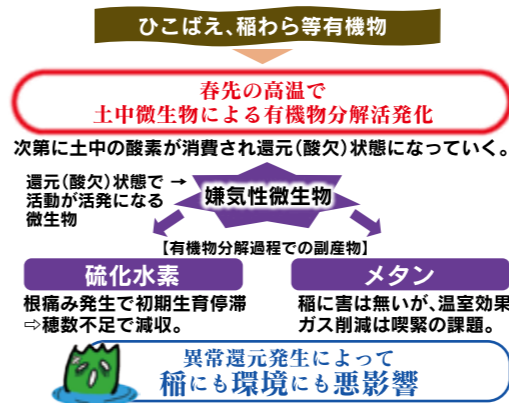 ひこばえ、稲わら等有機物
春先の高温で
土中微生物による有機物分解活発化
次第に土中の酸素が消費され還元(酸欠)状態になっていく。
還元(酸欠)状態で →
活動が活発になる
微生物
嫌気性微生物
【有機物分解過程での副産物】
硫化水素
根痛み発生で初期生育停滞
⇨穂数不足で減収。
メタン
稲に害は無いが、温室効果
ガス削減は喫緊の課題。
異常還元発生によって
稲にも環境にも悪影響